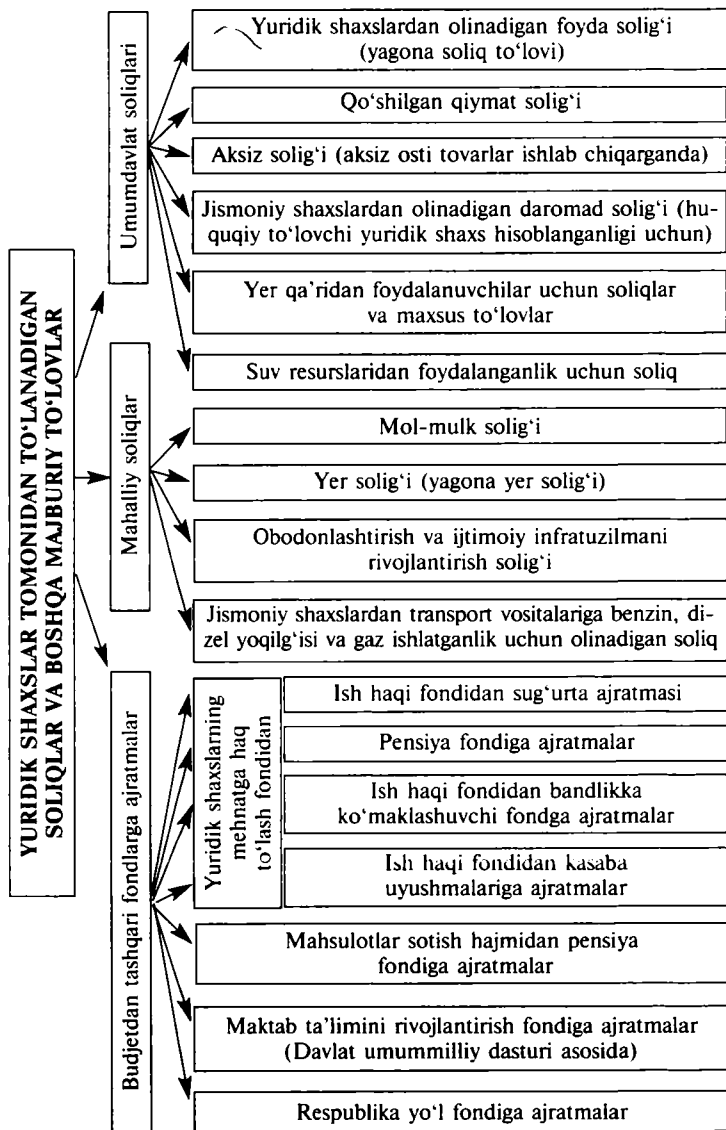 YURIDIK SHAXSLAR TOMONIDAN TO‘LANADIGAN
SOLIQLAR VA BOSHQA MAJBURIY TO‘LOVLAR
Umumdavlat soliqlari
Yuridik shaxslardan olinadigan foyda solig‘i
(yagona soliq to‘lovi)
Qo‘shilgan qiymat solig‘i
Aksiz solig‘i (aksiz osti tovarlar ishlab chiqarganda)
Jismoniy shaxslardan olinadigan daromad solig‘i (hu-
quqiy to‘lovchi yuridik shaxs hisoblanganligi uchun)
Yer qa’ridan foydalanuvchilar uchun soliqlar
va maxsus to‘lovlar
Suv resurslaridan foydalanganlik uchun soliq
Mahalliy soliqlar
Mol-mulk solig‘i
Yer solig‘i (yagona yer solig‘i)
Obodonlashtirish va ijtimoiy infratuzilmani
rivojlantirish solig‘i
Jismoniy shaxslardan transport vositalariga benzin, di-
zel yoqilg‘isi va gaz ishlatganlik uchun olinadigan soliq
Budjetdan tashqari fondlarga ajratmalar
Yuridik shaxslarning
mehnatga haq
to‘lash fondidan
Ish haqi fondidan sug‘urta ajratmasi
Pensiya fondiga ajratmalar
Ish haqi fondidan bandlikka
ko‘maklashuvchi fondga ajratmalar
Ish haqi fondidan kasaba
uyushmalariga ajratmalar
Mahsulotlar sotish hajmidan pensiya
fondiga ajratmalar
Maktab ta’limini rivojlantirish fondiga ajratmalar
(Davlat umummilliy dasturi asosida)
Respublika yo‘l fondiga ajratmalar